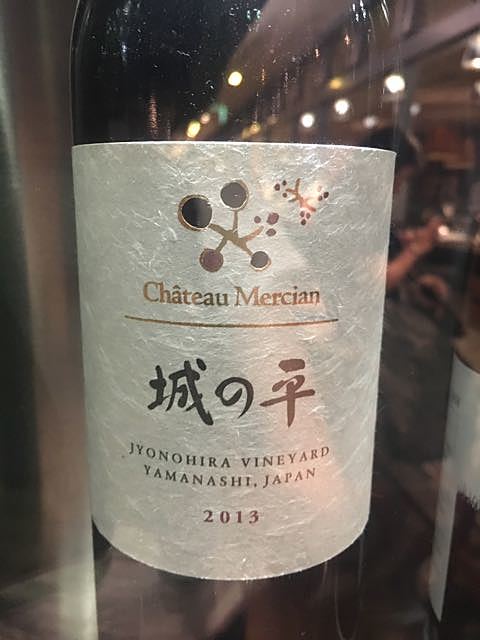 Château Mercian
城の平
JYONOHIRA VINEYARD
YAMANASHI, JAPAN
2013